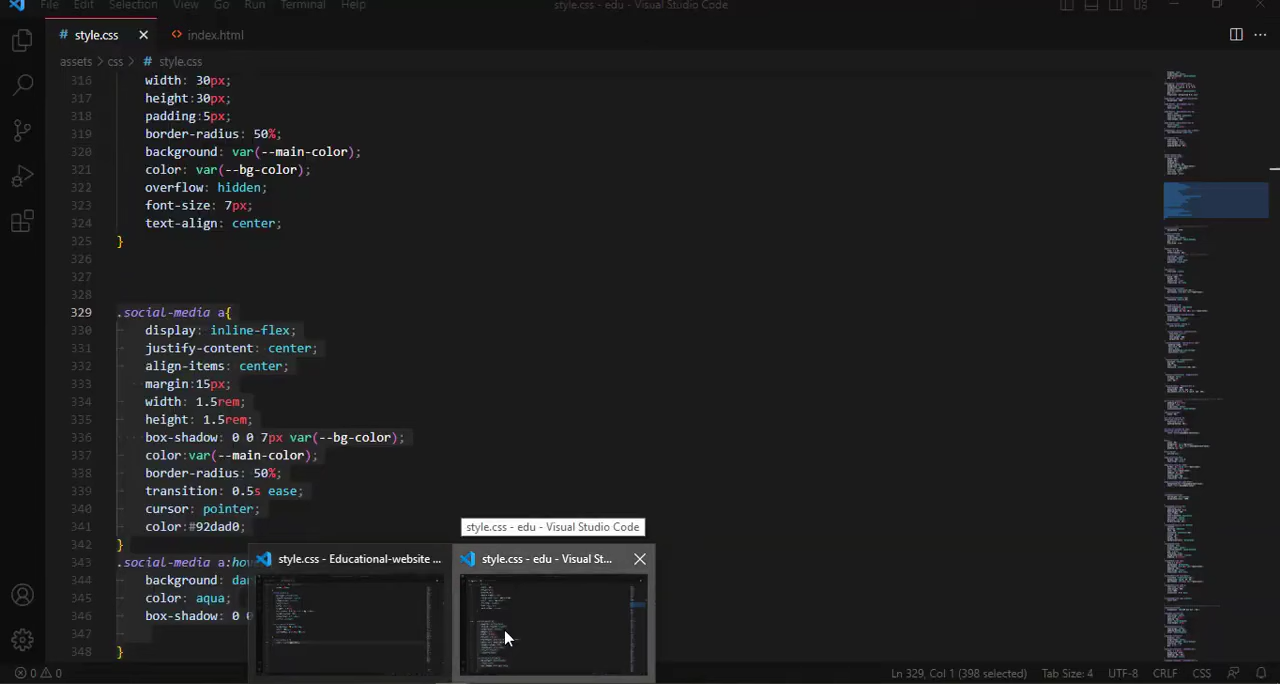 File Edit Selection View Go Run Terminal Help
style.css - edu - Visual Studio Code
# style.css
index.html
assets > css > # style.css
316 width: 30px;
317 height:30px;
318 padding:5px;
319 border-radius: 50%;
320 background: var(--main-color);
321 color: var(--bg-color);
322 overflow: hidden;
323 font-size: 7px;
324 text-align: center;
325 }
326
327
328
329 .social-media a{
330 display: inline-flex;
331 justify-content: center;
332 align-items: center;
333 margin:15px;
334 width: 1.5rem;
335 height: 1.5rem;
336 box-shadow: 0 0 7px var(--bg-color);
337 color:var(--main-color);
338 border-radius: 50%;
339 transition: 0.5s ease;
340 cursor: pointer;
341 color:#92dad0;
342 }
343 .social-media a:ho
344 background: da
345 color: aqua;
346 box-shadow: 0 0
347
348 }
style.css - edu - Visual Studio Code
style.css - Educational-website ...
style.css - edu - Visual St...
0 0
Ln 329, Col 1 (398 selected) Tab Size: 4 UTF-8 CRLF CSS